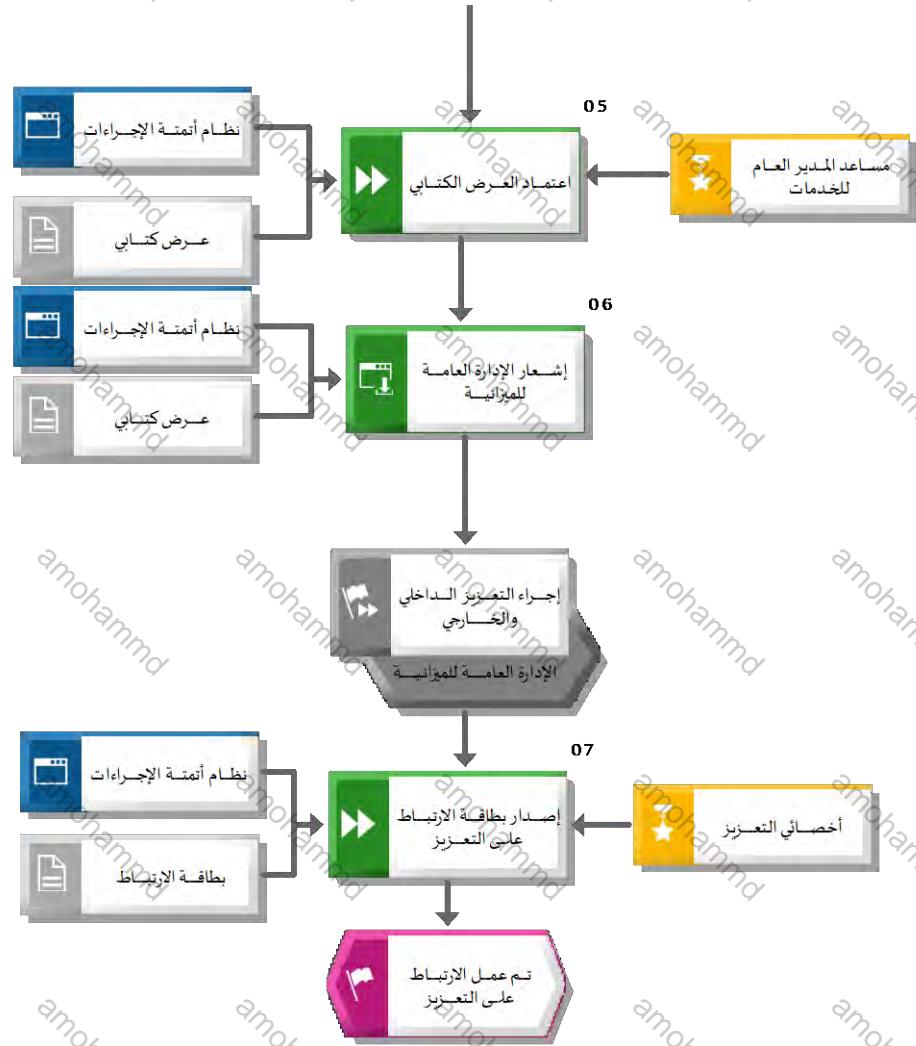 05
نظام أتمتة الإجراءات
اعتماد العرض الكتابي
مساعد المدير العام
للخدمات
عرض كتابي
06
نظام أتمتة الإجراءات
إشعار الإدارة العامة
للميزانية
عرض كتابي
إجراء التعزيز الداخلي
والخارجي
الإدارة العامة للميزانية
07
نظام أتمتة الإجراءات
إصدار بطاقة الارتباط
على التعزيز
أخصائي التعزيز
بطاقة الارتباط
تم عمل الارتباط
على التعزيز
amohammd